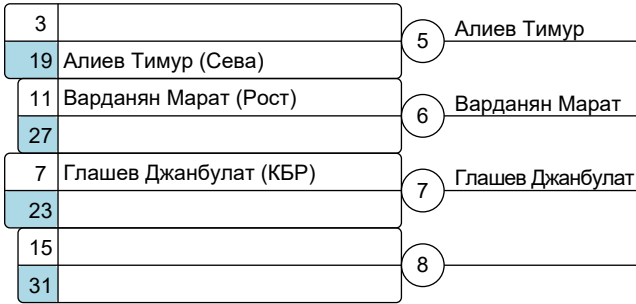 3
5 Алиев Тимур
19 Алиев Тимур (Сева)
11 Варданян Марат (Рост)
6 Варданян Марат
27
7 Глашев Джанбулат (КБР)
7 Глашев Джанбулат
23
15
8
31